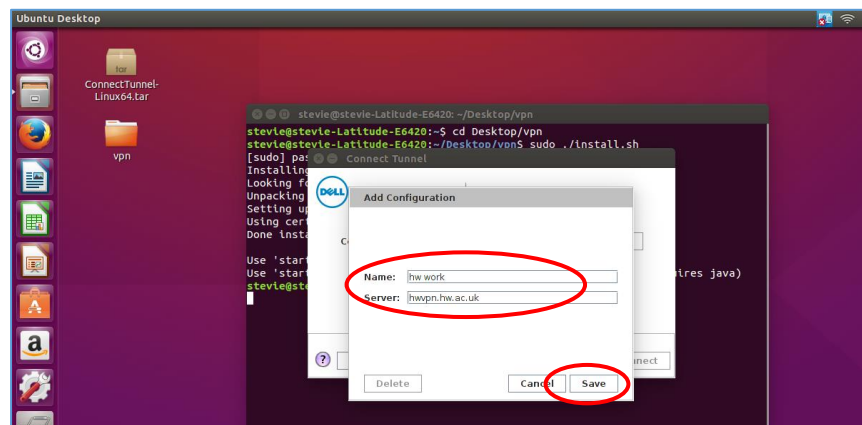 Ubuntu Desktop
tar
ConnectTunnel-
Linux64.tar
vpn
stevie@stevie-Latitude-E6420: ~/Desktop/vpn
stevie@stevie-Latitude-E6420:~$ cd Desktop/vpn
stevie@stevie-Latitude-E6420:~/Desktop/vpn$ sudo ./install.sh
[sudo] pas
Connect Tunnel
Installing
Looking fo
Unpacking
Setting up
Using cert
Done insta
Use 'start
Use 'start
ires java)
stevie@ste
DELL
Add Configuration
Co
Name: hw work
Server: hwvpn.hw.ac.uk
?
nnect
Delete
Cancel
Save
a